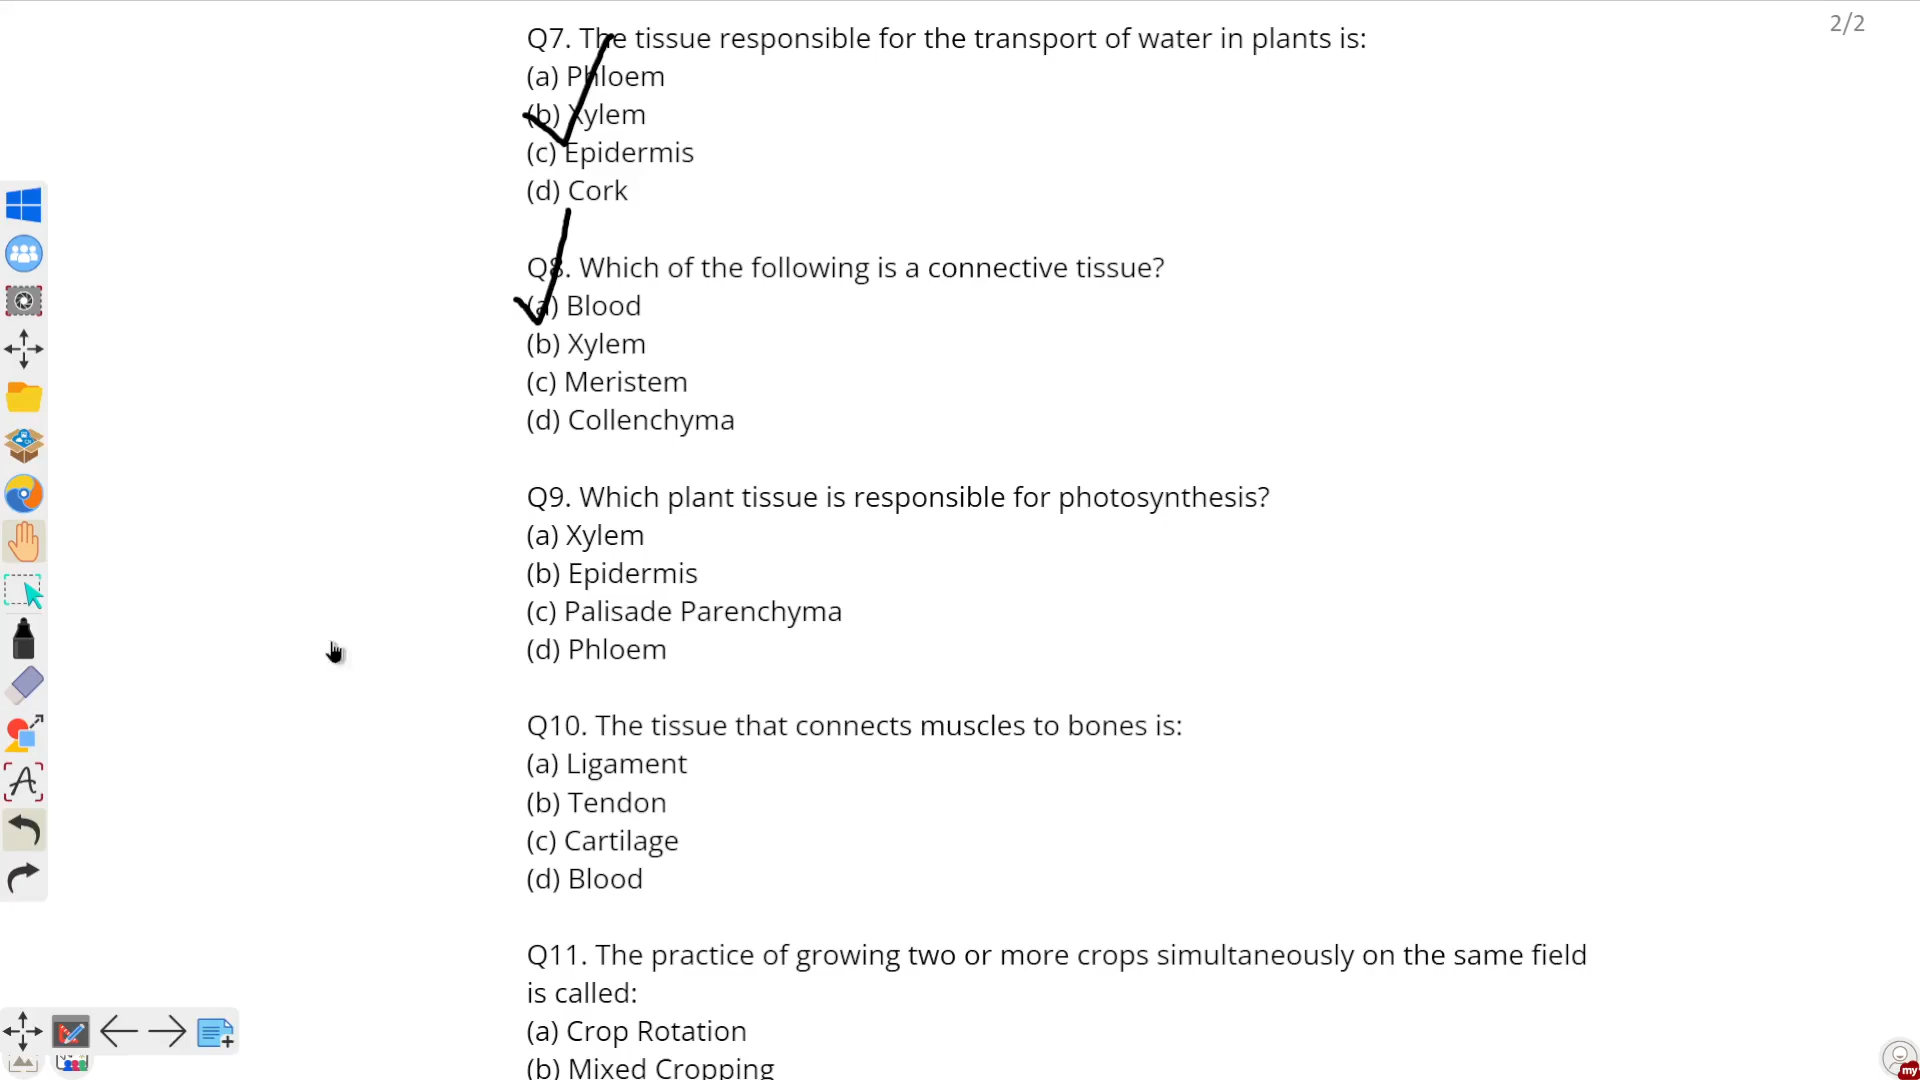 2/2
Q7. The tissue responsible for the transport of water in plants is:
(a) Phloem
(b) Xylem
(c) Epidermis
(d) Cork
Q8. Which of the following is a connective tissue?
(a) Blood
(b) Xylem
(c) Meristem
(d) Collenchyma
Q9. Which plant tissue is responsible for photosynthesis?
(a) Xylem
(b) Epidermis
(c) Palisade Parenchyma
(d) Phloem
Q10. The tissue that connects muscles to bones is:
(a) Ligament
(b) Tendon
(c) Cartilage
(d) Blood
Q11. The practice of growing two or more crops simultaneously on the same field
is called:
(a) Crop Rotation
(b) Mixed Cropping
my